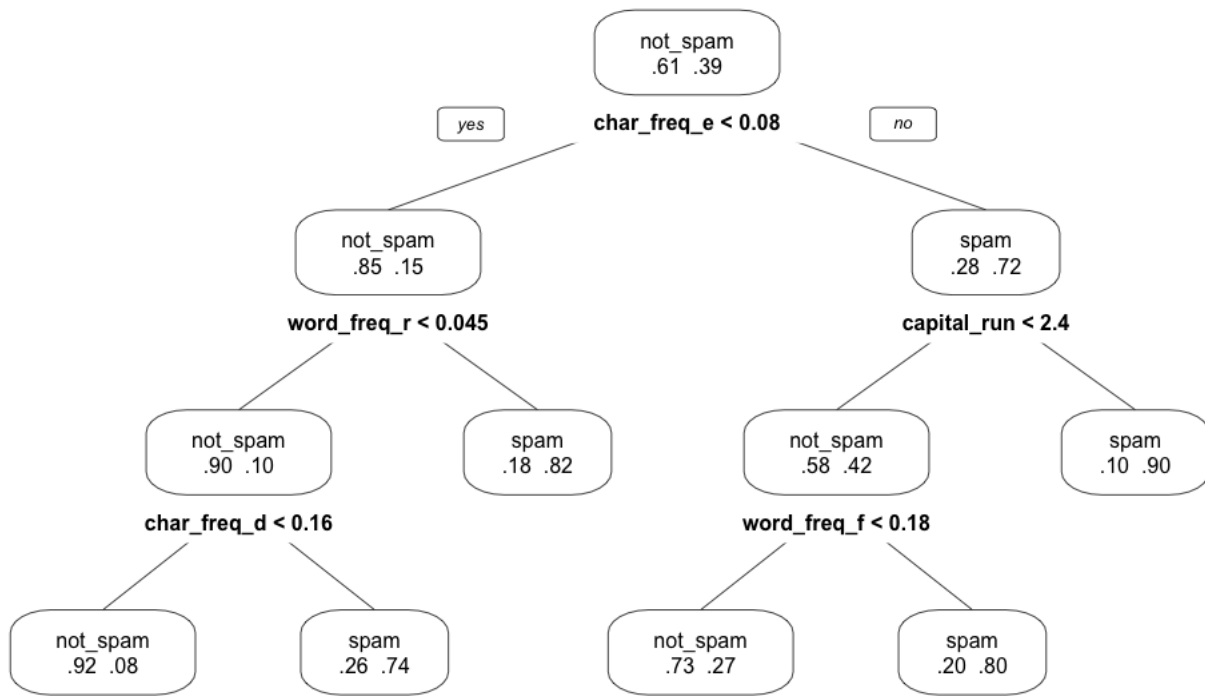 not_spam
.61 .39
yes
char_freq_e < 0.08
no
not_spam
.85 .15
spam
.28 .72
word_freq_r < 0.045
capital_run < 2.4
not_spam
.90 .10
spam
.18 .82
not_spam
.58 .42
spam
.10 .90
char_freq_d < 0.16
word_freq_f < 0.18
not_spam
.92 .08
spam
.26 .74
not_spam
.73 .27
spam
.20 .80